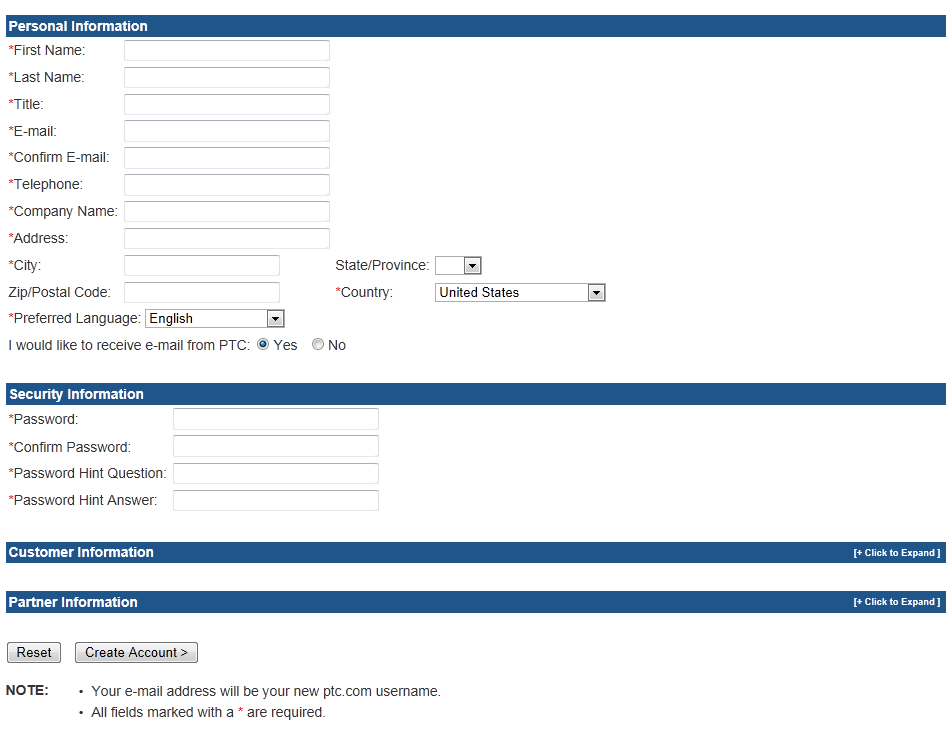 Personal Information
*First Name:
*Last Name:
*Title:
*E-mail:
*Confirm E-mail:
*Telephone:
*Company Name:
*Address:
*City: State/Province:
Zip/Postal Code: *Country: United States
*Preferred Language: English
I would like to receive e-mail from PTC: Yes No
Security Information
*Password:
*Confirm Password:
*Password Hint Question:
*Password Hint Answer:
Customer Information [+ Click to Expand ]
Partner Information [+ Click to Expand ]
Reset Create Account >
NOTE: • Your e-mail address will be your new ptc.com username.
• All fields marked with a * are required.